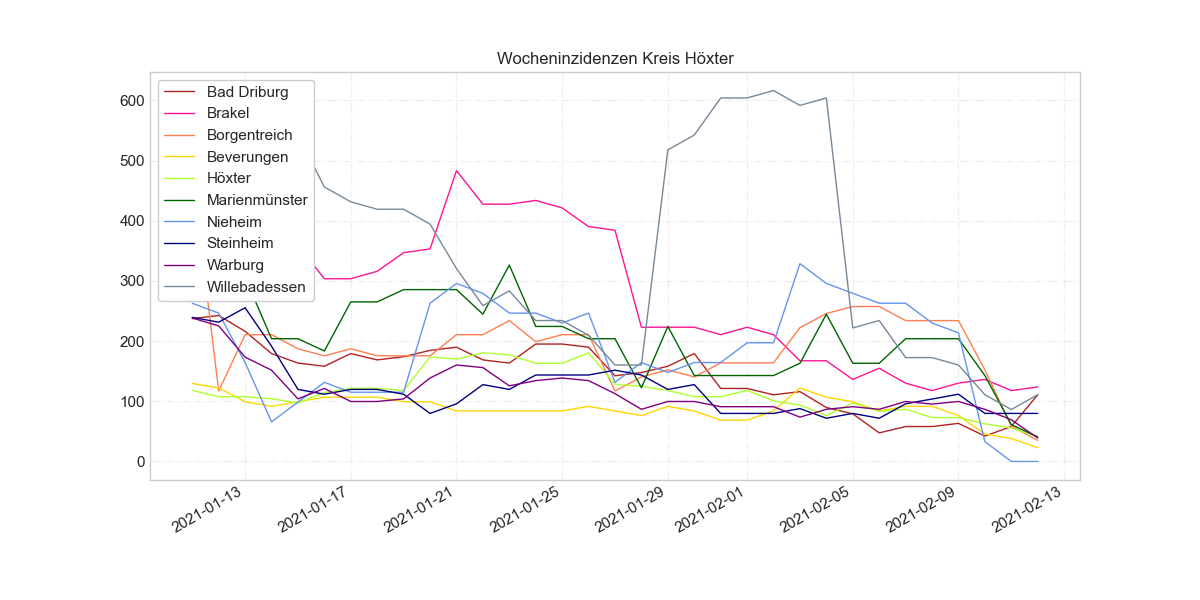 Wocheninzidenzen Kreis Höxter
600
500
400
300
200
100
0
Bad Driburg
Brakel
Borgentreich
Beverungen
Höxter
Marienmünster
Nieheim
Steinheim
Warburg
Willebadessen
2021-01-13
2021-01-17
2021-01-21
2021-01-25
2021-01-29
2021-02-01
2021-02-05
2021-02-09
2021-02-13